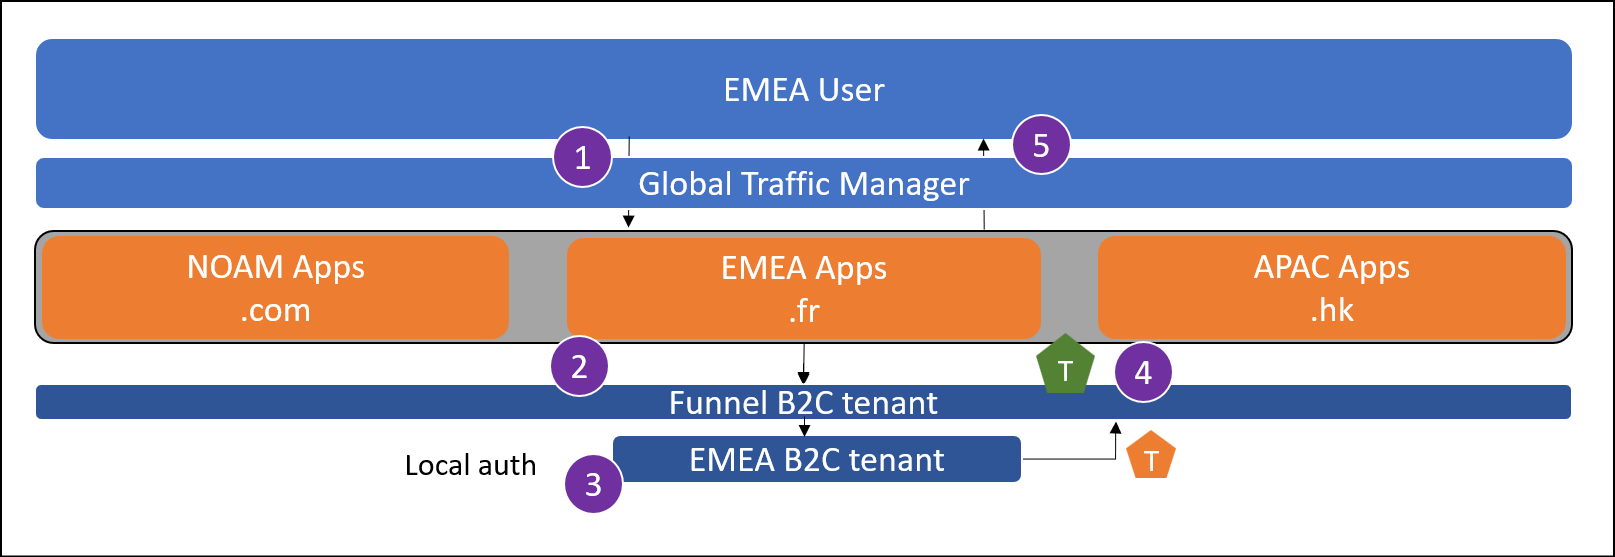 EMEA User
1
5
Global Traffic Manager
NOAM Apps
.com
EMEA Apps
.fr
APAC Apps
.hk
2
T
4
Funnel B2C tenant
Local auth
EMEA B2C tenant
T
3